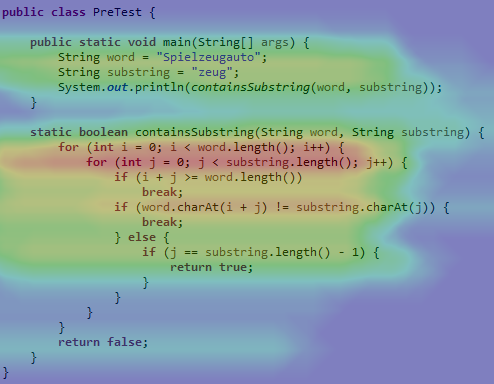 public class PreTest {
public static void main(String[] args) {
String word = "Spielzeugauto";
String substring = "zeug";
System.out.println(containsSubstring(word, substring));
}
static boolean containsSubstring(String word, String substring) {
for (int i = 0; i < word.length(); i++) {
for (int j = 0; j < substring.length(); j++) {
if (i + j >= word.length())
break;
if (word.charAt(i + j) != substring.charAt(j)) {
break;
} else {
if (j == substring.length() - 1) {
return true;
}
}
}
}
return false;
}
}